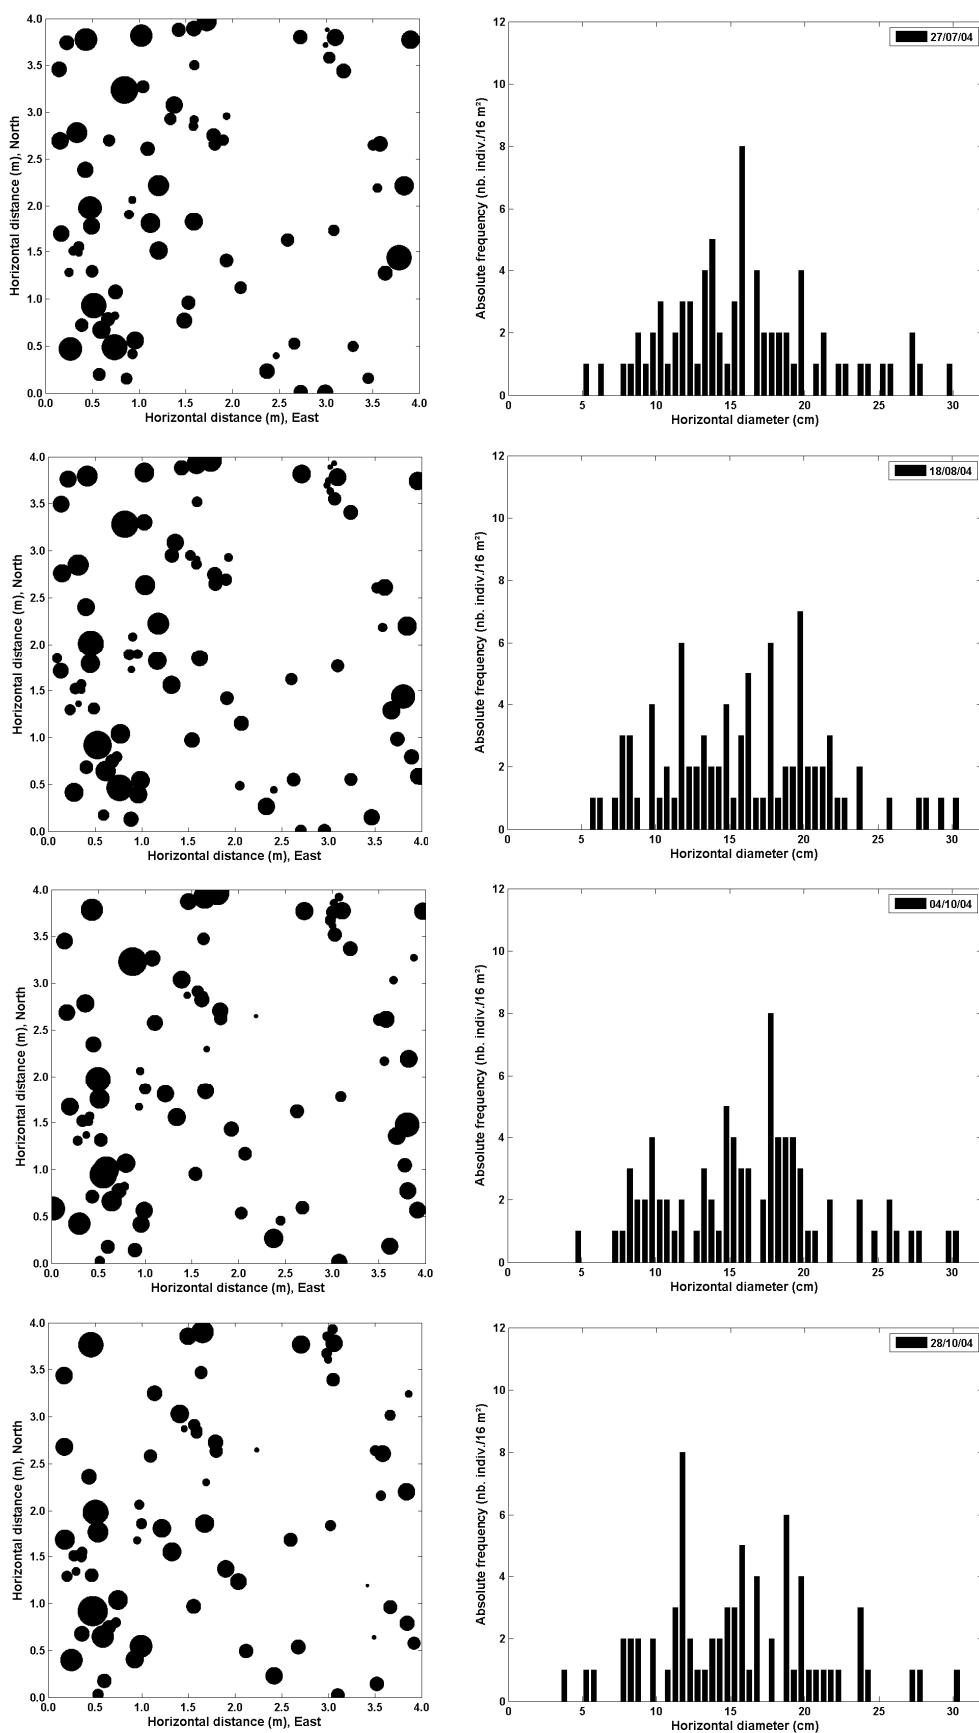 4.0
3.5
3.0
2.5
2.0
1.5
1.0
0.5
0.0
Horizontal distance (m), North
0.0 0.5 1.0 1.5 2.0 2.5 3.0 3.5 4.0
Horizontal distance (m), East
12
10
8
6
4
2
0
Absolute frequency (nb. indiv./16 m²)
27/07/04
0 5 10 15 20 25 30
Horizontal diameter (cm)
4.0
3.5
3.0
2.5
2.0
1.5
1.0
0.5
0.0
Horizontal distance (m), North
0.0 0.5 1.0 1.5 2.0 2.5 3.0 3.5 4.0
Horizontal distance (m), East
12
10
8
6
4
2
0
Absolute frequency (nb. indiv./16 m²)
18/08/04
0 5 10 15 20 25 30
Horizontal diameter (cm)
4.0
3.5
3.0
2.5
2.0
1.5
1.0
0.5
0.0
Horizontal distance (m), North
0.0 0.5 1.0 1.5 2.0 2.5 3.0 3.5 4.0
Horizontal distance (m), East
12
10
8
6
4
2
0
Absolute frequency (nb. indiv./16 m²)
04/10/04
0 5 10 15 20 25 30
Horizontal diameter (cm)
4.0
3.5
3.0
2.5
2.0
1.5
1.0
0.5
0.0
Horizontal distance (m), North
0.0 0.5 1.0 1.5 2.0 2.5 3.0 3.5 4.0
Horizontal distance (m), East
12
10
8
6
4
2
0
Absolute frequency (nb. indiv./16 m²)
28/10/04
0 5 10 15 20 25 30
Horizontal diameter (cm)